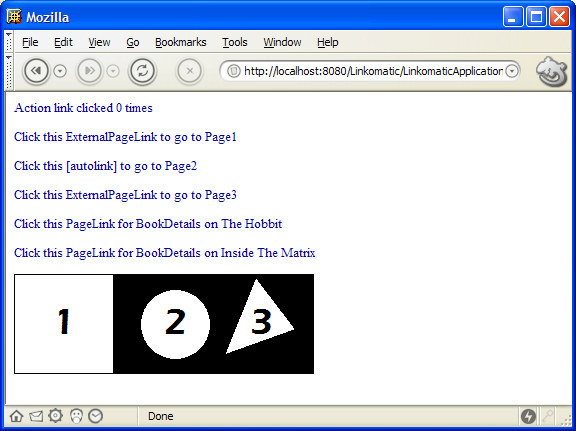 Mozilla
File Edit View Go Bookmarks Tools Window Help
http://localhost:8080/Linkomatic/LinkomaticApplication
Action link clicked 0 times
Click this ExternalPageLink to go to Page1
Click this [autolink] to go to Page2
Click this ExternalPageLink to go to Page3
Click this PageLink for BookDetails on The Hobbit
Click this PageLink for BookDetails on Inside The Matrix
1 2 3
Done